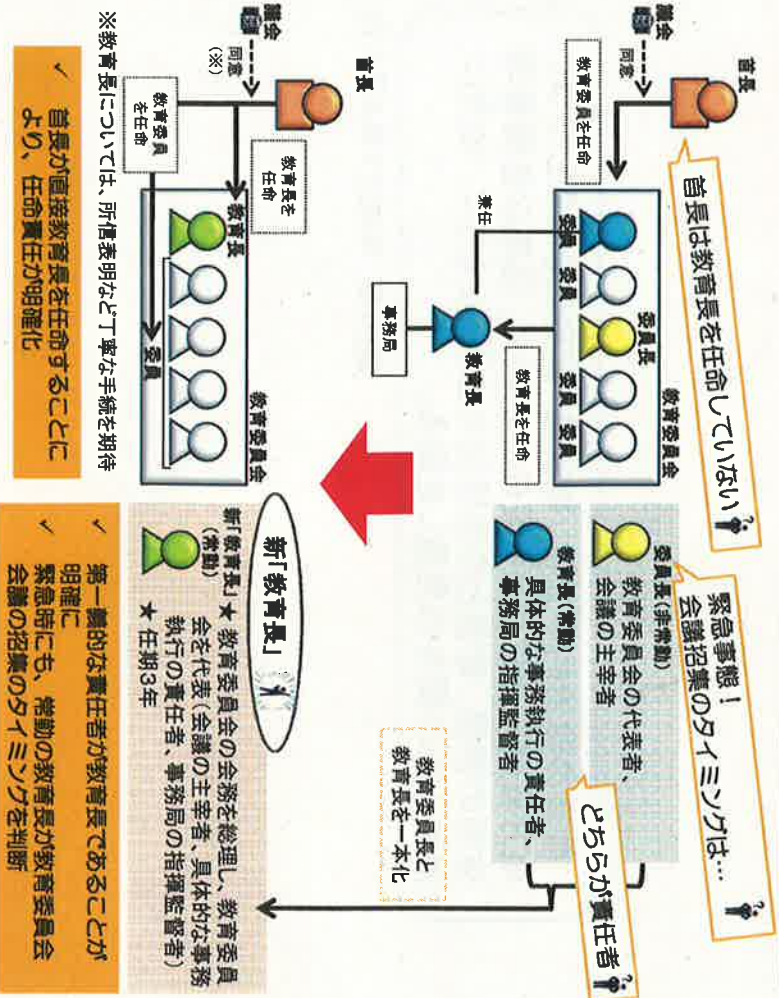 首長は教育長を任命していない
首長
議会
同意
教育委員を任命
教育委員会
委員長
委員
委員
委員
委員
兼任
教育長を任命
教育長
事務局
緊急事態！
会議招集のタイミングは…
委員長(非常勤)
教育委員会の代表者、
会議の主宰者
教育長(常勤)
具体的な事務執行の責任者、
事務局の指揮監督者
どちらが責任者
教育委員長と
教育長を一本化
首長
議会
同意
(※)
教育長を
任命
教育委員
を任命
教育委員会
教育長
委員
※教育長については、所信表明など丁寧な手続を期待
✓ 首長が直接教育長を任命することに
より、任命責任が明確化
新「教育長」
新「教育長」
(常勤)
★ 教育委員会の会務を総理し、教育委員
会を代表(会議の主宰者、具体的な事務
執行の責任者、事務局の指揮監督者)
★ 任期3年
✓ 第一義的な責任者が教育長であることが
明確に
✓ 緊急時にも、常勤の教育長が教育委員会
会議の招集のタイミングを判断